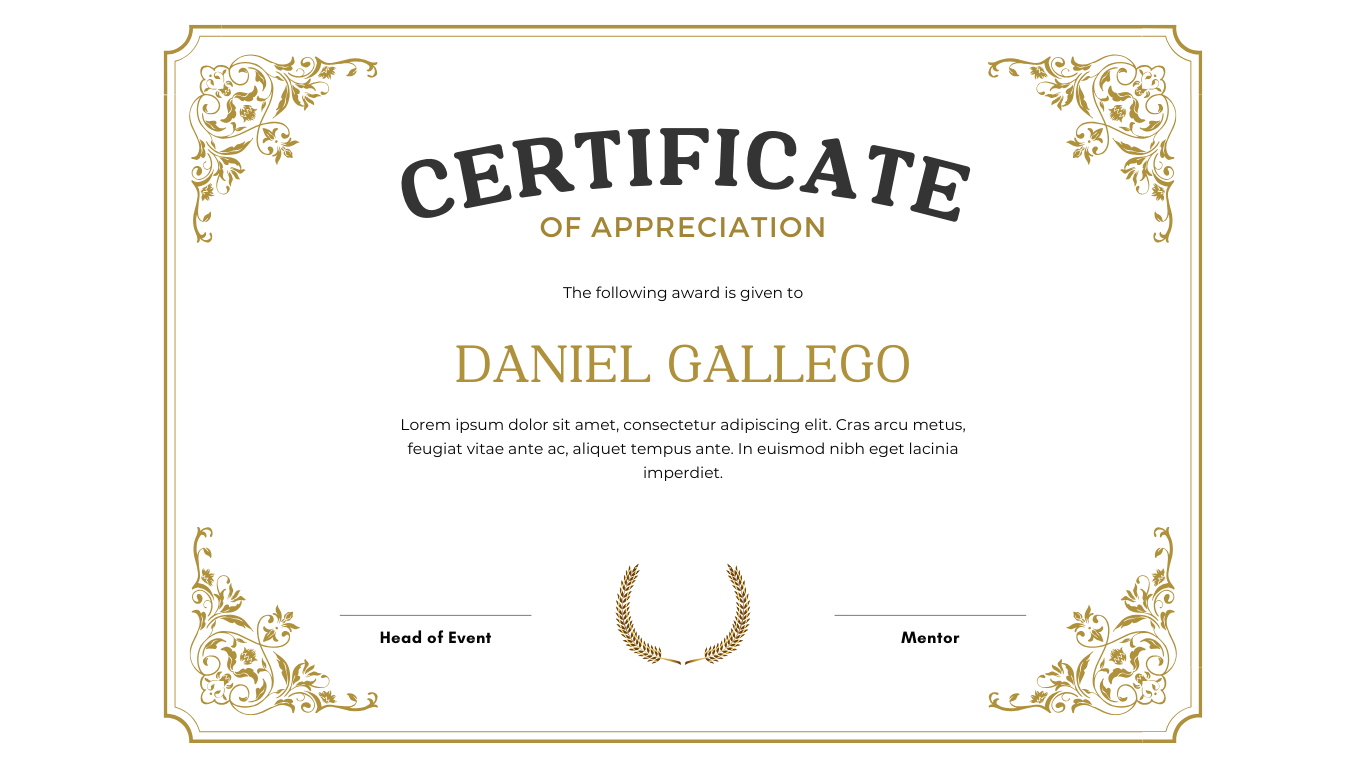 CERTIFICATE
OF APPRECIATION
The following award is given to
DANIEL GALLEGO
Lorem ipsum dolor sit amet, consectetur adipiscing elit. Cras arcu metus,
feugiat vitae ante ac, aliquet tempus ante. In euismod nibh eget lacinia
imperdiet.
Head of Event
Mentor